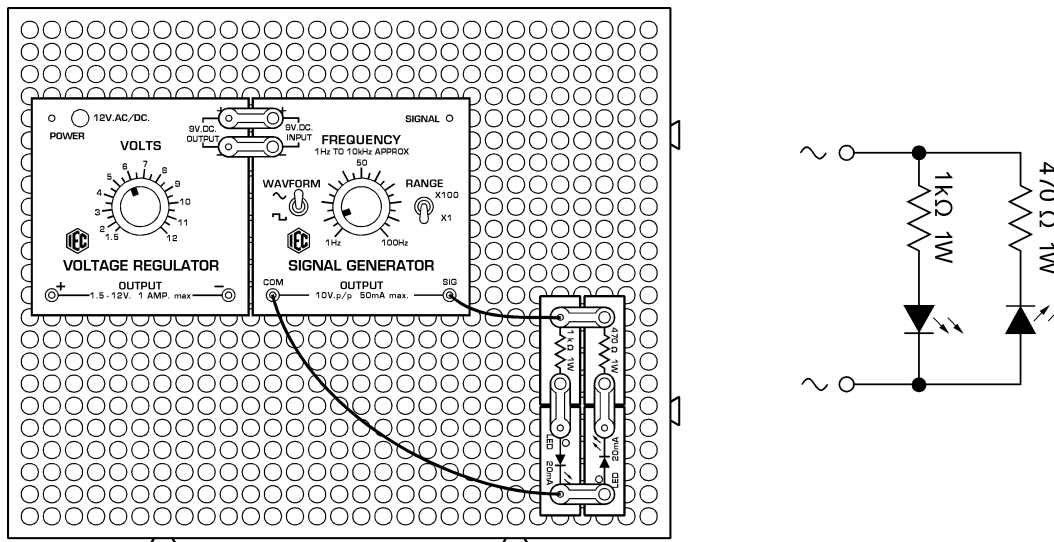 12V.AC/DC.
POWER
VOLTS
1.5
2
3
4
5
6
7
8
9
10
11
12
IEC
VOLTAGE REGULATOR
+
OUTPUT
−
1.5 - 12V. 1 AMP. max
+
9V.DC.
OUTPUT
−
+
9V.DC.
INPUT
−
SIGNAL
FREQUENCY
1Hz TO 10kHz APPROX
50
1Hz
100Hz
WAVFORM
RANGE
X100
X1
IEC
SIGNAL GENERATOR
COM
OUTPUT
SIG
10V.p/p 50mA max.
1kΩ 1W
470 Ω 1W
LED 20mA
LED 20mA
1kΩ 1W
470 Ω 1W